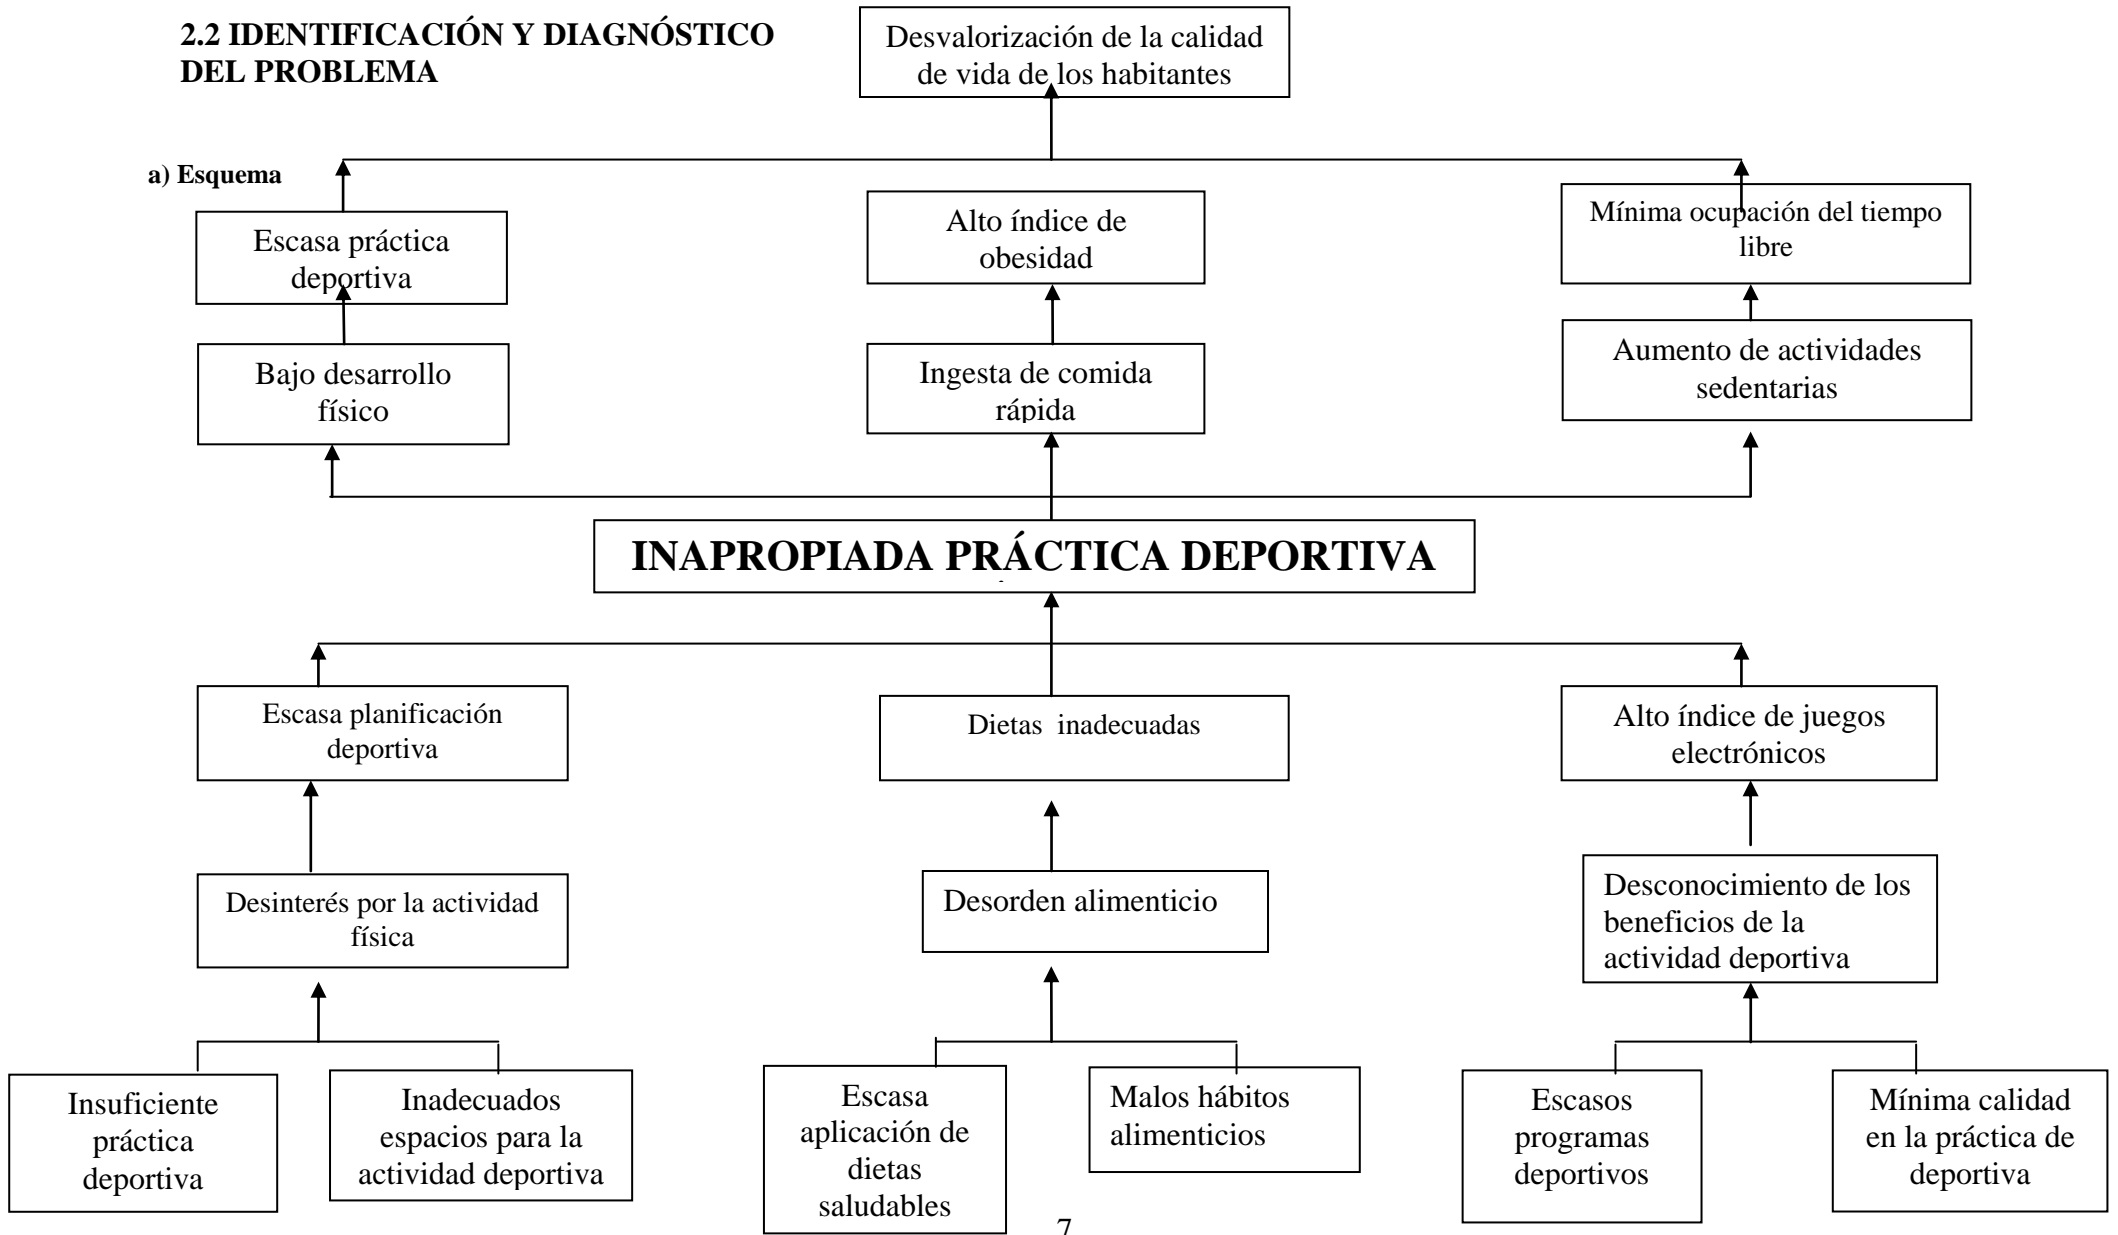 2.2 IDENTIFICACIÓN Y DIAGNÓSTICO
DEL PROBLEMA
Desvalorización de la calidad
de vida de los habitantes
a) Esquema
Escasa práctica
deportiva
Alto índice de
obesidad
Mínima ocupación del tiempo
libre
Bajo desarrollo
físico
Ingesta de comida
rápida
Aumento de actividades
sedentarias
INAPROPIADA PRÁCTICA DEPORTIVA
Escasa planificación
deportiva
Dietas inadecuadas
Alto índice de juegos
electrónicos
Desinterés por la actividad
física
Desorden alimenticio
Desconocimiento de los
beneficios de la
actividad deportiva
Insuficiente
práctica
deportiva
Inadecuados
espacios para la
actividad deportiva
Escasa
aplicación de
dietas
saludables
Malos hábitos
alimenticios
Escasos
programas
deportivos
Mínima calidad
en la práctica de
deportiva
7